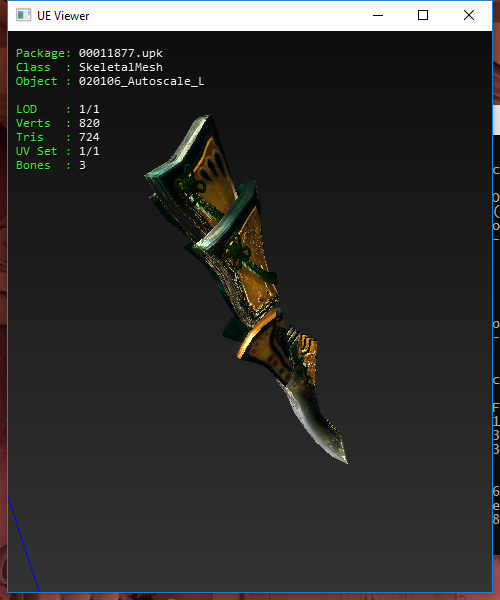 UE Viewer
Package: 00011877.upk
Class : SkeletalMesh
Object : 020106_Autoscale_L
LOD : 1/1
Verts : 820
Tris : 724
UV Set : 1/1
Bones : 3